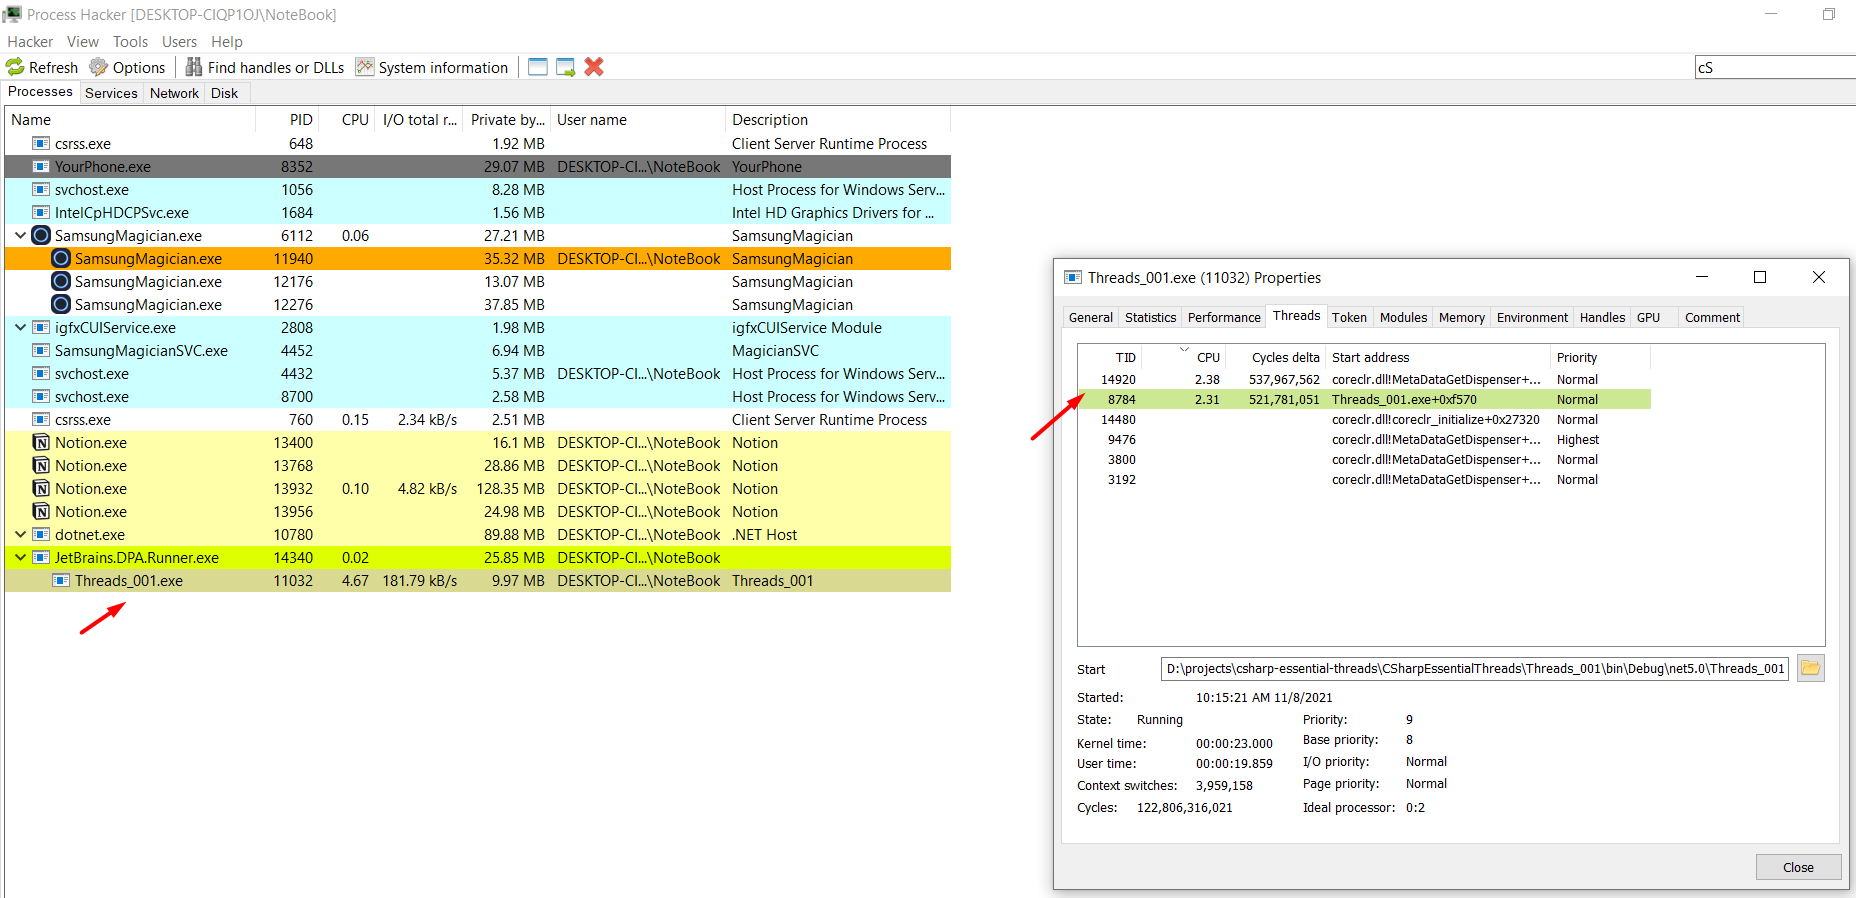 Process Hacker [DESKTOP-CIQP1OJ\NoteBook]
Hacker View Tools Users Help
Refresh Options Find handles or DLLs System information cS
Processes Services Network Disk
Name PID CPU I/O total r... Private by... User name Description
csrss.exe 648 1.92 MB Client Server Runtime Process
YourPhone.exe 8352 29.07 MB DESKTOP-CI...\NoteBook YourPhone
svchost.exe 1056 8.28 MB Host Process for Windows Serv...
IntelCpHDCPSvc.exe 1684 1.56 MB Intel HD Graphics Drivers for ...
SamsungMagician.exe 6112 0.06 27.21 MB SamsungMagician
SamsungMagician.exe 11940 35.32 MB DESKTOP-CI...\NoteBook SamsungMagician
SamsungMagician.exe 12176 13.07 MB SamsungMagician
SamsungMagician.exe 12276 37.85 MB SamsungMagician
igfxCUIService.exe 2808 1.98 MB igfxCUIService Module
SamsungMagicianSVC.exe 4452 6.94 MB MagicianSVC
svchost.exe 4432 5.37 MB DESKTOP-CI...\NoteBook Host Process for Windows Serv...
svchost.exe 8700 2.58 MB Host Process for Windows Serv...
csrss.exe 760 0.15 2.34 kB/s 2.51 MB Client Server Runtime Process
Notion.exe 13400 16.1 MB DESKTOP-CI...\NoteBook Notion
Notion.exe 13768 28.86 MB DESKTOP-CI...\NoteBook Notion
Notion.exe 13932 0.10 4.82 kB/s 128.35 MB DESKTOP-CI...\NoteBook Notion
Notion.exe 13956 24.98 MB DESKTOP-CI...\NoteBook Notion
dotnet.exe 10780 89.88 MB DESKTOP-CI...\NoteBook .NET Host
JetBrains.DPA.Runner.exe 14340 0.02 25.85 MB DESKTOP-CI...\NoteBook
Threads_001.exe 11032 4.67 181.79 kB/s 9.97 MB DESKTOP-CI...\NoteBook Threads_001
Threads_001.exe (11032) Properties
General Statistics Performance Threads Token Modules Memory Environment Handles GPU Comment
TID CPU Cycles delta Start address Priority
14920 2.38 537,967,562 coreclr.dll!MetaDataGetDispenser+... Normal
8784 2.31 521,781,051 Threads_001.exe+0xf570 Normal
14480 coreclr.dll!coreclr_initialize+0x27320 Normal
9476 coreclr.dll!MetaDataGetDispenser+... Highest
3800 coreclr.dll!MetaDataGetDispenser+... Normal
3192 coreclr.dll!MetaDataGetDispenser+... Normal
Start D:\projects\csharp-essential-threads\CSharpEssentialThreads\Threads_001\bin\Debug\net5.0\Threads_001
Started: 10:15:21 AM 11/8/2021
State: Running Priority: 9
Kernel time: 00:00:23.000 Base priority: 8
User time: 00:00:19.859 I/O priority: Normal
Context switches: 3,959,158 Page priority: Normal
Cycles: 122,806,316,021 Ideal processor: 0:2
Close